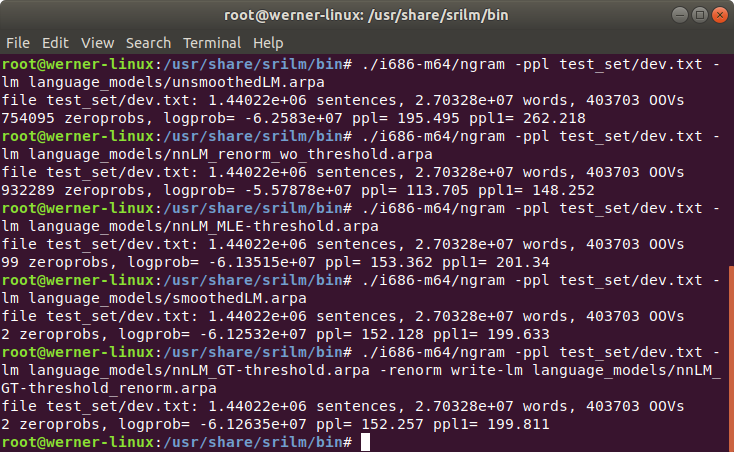 root@werner-linux: /usr/share/srilm/bin
File Edit View Search Terminal Help
root@werner-linux:/usr/share/srilm/bin# ./i686-m64/ngram -ppl test_set/dev.txt -
lm language_models/unsmoothedLM.arpa
file test_set/dev.txt: 1.44022e+06 sentences, 2.70328e+07 words, 403703 OOVs
754095 zeroprobs, logprob= -6.2583e+07 ppl= 195.495 ppl1= 262.218
root@werner-linux:/usr/share/srilm/bin# ./i686-m64/ngram -ppl test_set/dev.txt -
lm language_models/nnLM_renorm_wo_threshold.arpa
file test_set/dev.txt: 1.44022e+06 sentences, 2.70328e+07 words, 403703 OOVs
932289 zeroprobs, logprob= -5.57878e+07 ppl= 113.705 ppl1= 148.252
root@werner-linux:/usr/share/srilm/bin# ./i686-m64/ngram -ppl test_set/dev.txt -
lm language_models/nnLM_MLE-threshold.arpa
file test_set/dev.txt: 1.44022e+06 sentences, 2.70328e+07 words, 403703 OOVs
99 zeroprobs, logprob= -6.13515e+07 ppl= 153.362 ppl1= 201.34
root@werner-linux:/usr/share/srilm/bin# ./i686-m64/ngram -ppl test_set/dev.txt -
lm language_models/smoothedLM.arpa
file test_set/dev.txt: 1.44022e+06 sentences, 2.70328e+07 words, 403703 OOVs
2 zeroprobs, logprob= -6.12532e+07 ppl= 152.128 ppl1= 199.633
root@werner-linux:/usr/share/srilm/bin# ./i686-m64/ngram -ppl test_set/dev.txt -
lm language_models/nnLM_GT-threshold.arpa -renorm write-lm language_models/nnLM_
GT-threshold_renorm.arpa
file test_set/dev.txt: 1.44022e+06 sentences, 2.70328e+07 words, 403703 OOVs
2 zeroprobs, logprob= -6.12635e+07 ppl= 152.257 ppl1= 199.811
root@werner-linux:/usr/share/srilm/bin#